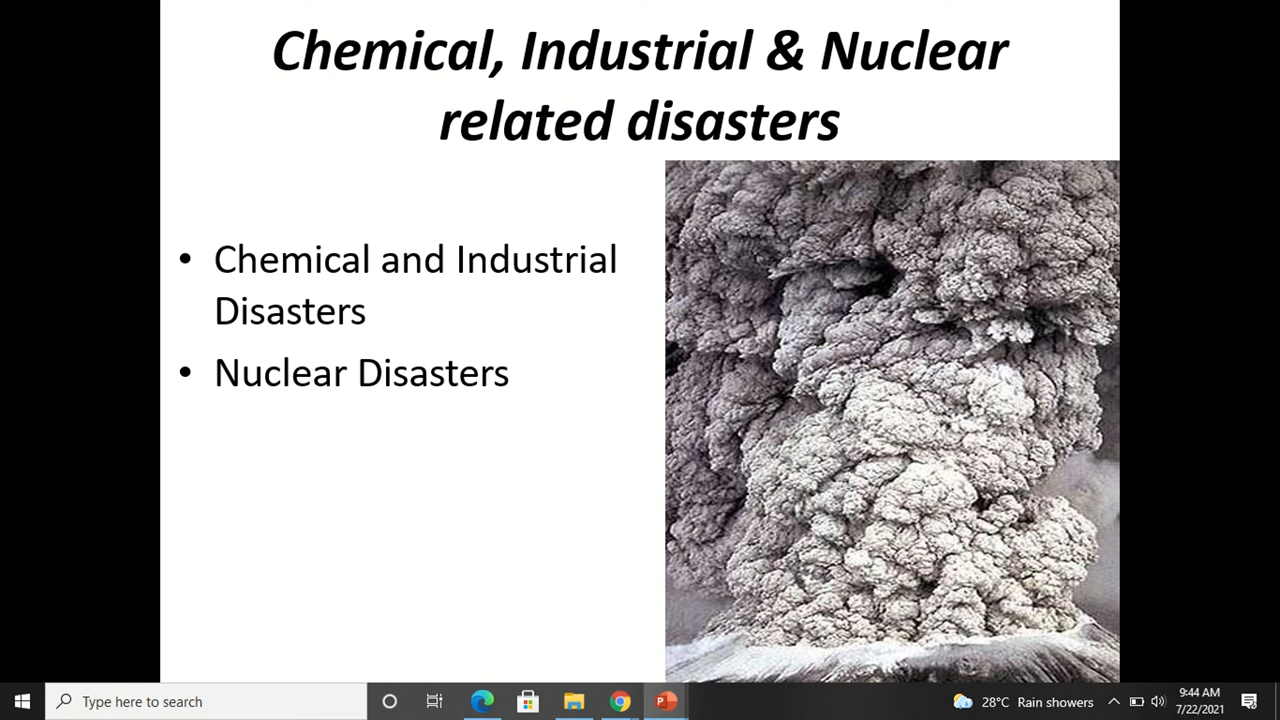 Chemical, Industrial & Nuclear
related disasters
• Chemical and Industrial
Disasters
• Nuclear Disasters
Type here to search
28°C Rain showers
9:44 AM
7/22/2021